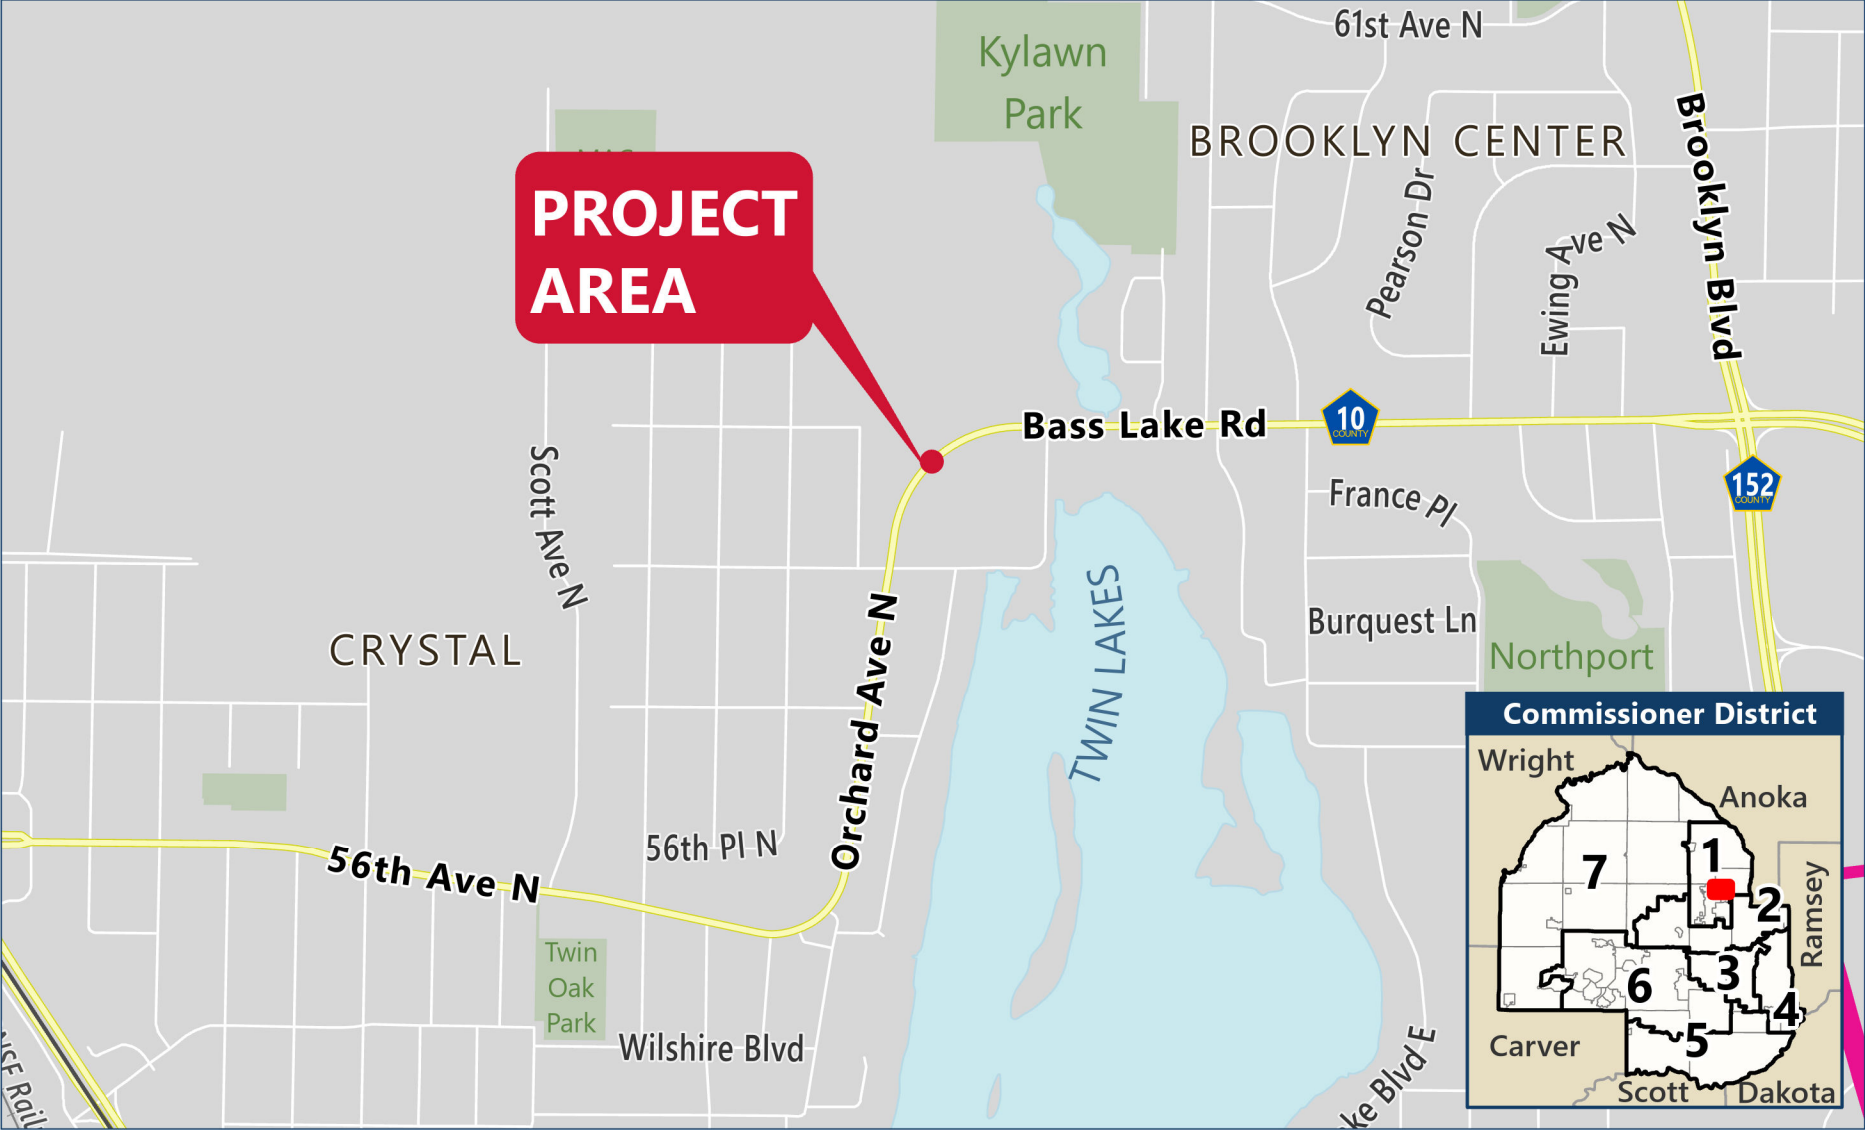 61st Ave N
Kylawn
Park
BROOKLYN CENTER
Brooklyn Blvd
PROJECT
AREA
Pearson Dr
Ewing Ave N
Bass Lake Rd
10
COUNTY
152
COUNTY
Scott Ave N
France Pl
TWIN LAKES
Burquest Ln
CRYSTAL
Orchard Ave N
Northport
56th Pl N
56th Ave N
Twin
Oak
Park
Wilshire Blvd
Commissioner District
Wright
Anoka
1
7
2
Ramsey
3
6
4
5
Carver
Scott
Dakota